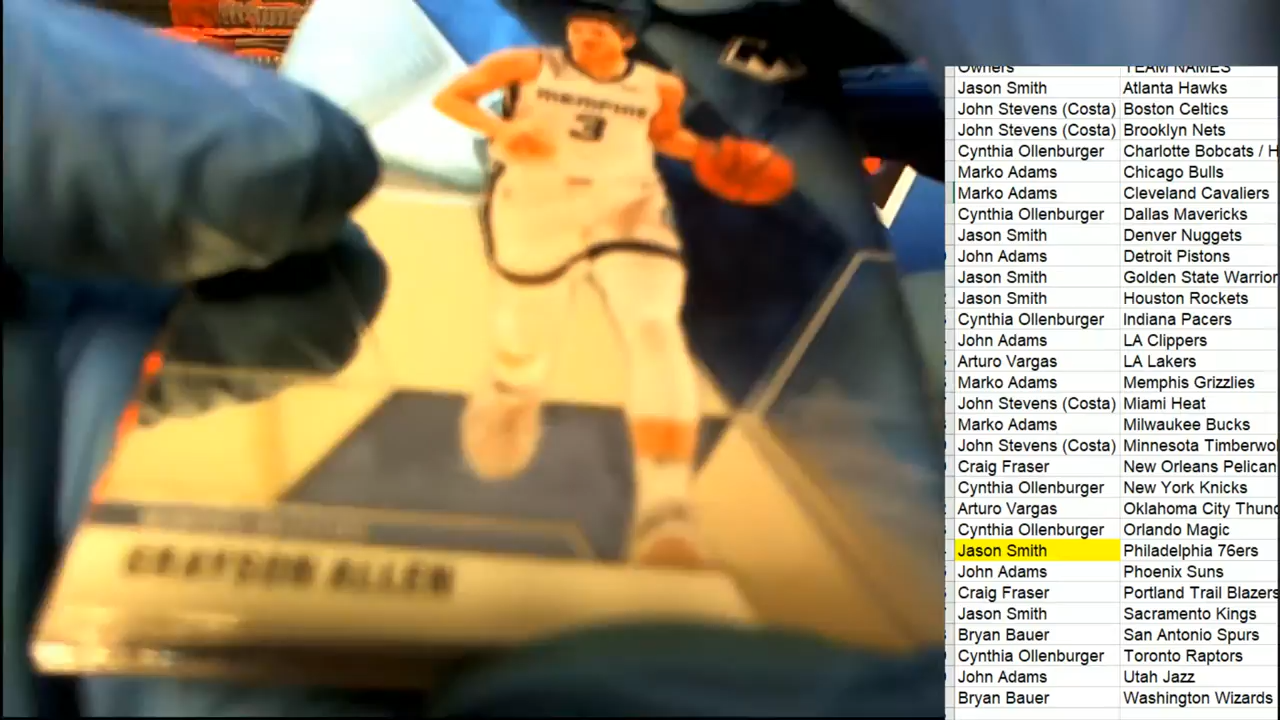 MEMPHIS
3
GRAYSON ALLEN
Owners TEAM NAMES
Jason Smith Atlanta Hawks
John Stevens (Costa) Boston Celtics
John Stevens (Costa) Brooklyn Nets
Cynthia Ollenburger Charlotte Bobcats / H
Marko Adams Chicago Bulls
Marko Adams Cleveland Cavaliers
Cynthia Ollenburger Dallas Mavericks
Jason Smith Denver Nuggets
John Adams Detroit Pistons
Jason Smith Golden State Warrior
Jason Smith Houston Rockets
Cynthia Ollenburger Indiana Pacers
John Adams LA Clippers
Arturo Vargas LA Lakers
Marko Adams Memphis Grizzlies
John Stevens (Costa) Miami Heat
Marko Adams Milwaukee Bucks
John Stevens (Costa) Minnesota Timberwol
Craig Fraser New Orleans Pelican
Cynthia Ollenburger New York Knicks
Arturo Vargas Oklahoma City Thund
Cynthia Ollenburger Orlando Magic
Jason Smith Philadelphia 76ers
John Adams Phoenix Suns
Craig Fraser Portland Trail Blazers
Jason Smith Sacramento Kings
Bryan Bauer San Antonio Spurs
Cynthia Ollenburger Toronto Raptors
John Adams Utah Jazz
Bryan Bauer Washington Wizards